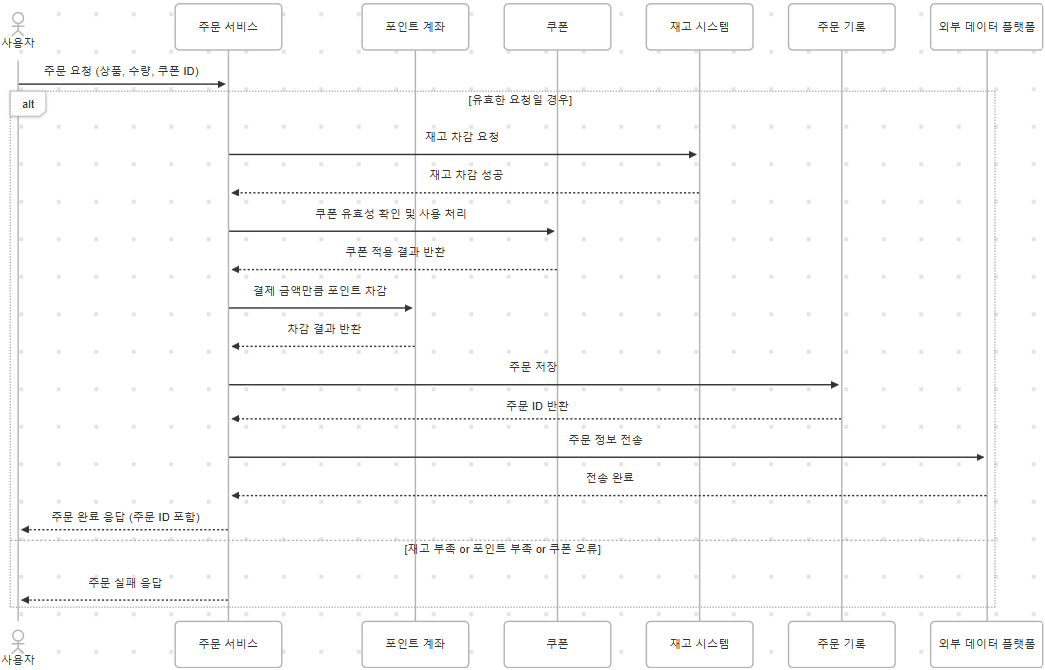 사용자
주문 서비스
포인트 계좌
쿠폰
재고 시스템
주문 기록
외부 데이터 플랫폼
주문 요청 (상품, 수량, 쿠폰 ID)
alt
[유효한 요청일 경우]
재고 차감 요청
재고 차감 성공
쿠폰 유효성 확인 및 사용 처리
쿠폰 적용 결과 반환
결제 금액만큼 포인트 차감
차감 결과 반환
주문 저장
주문 ID 반환
주문 정보 전송
전송 완료
주문 완료 응답 (주문 ID 포함)
[재고 부족 or 포인트 부족 or 쿠폰 오류]
주문 실패 응답
사용자
주문 서비스
포인트 계좌
쿠폰
재고 시스템
주문 기록
외부 데이터 플랫폼